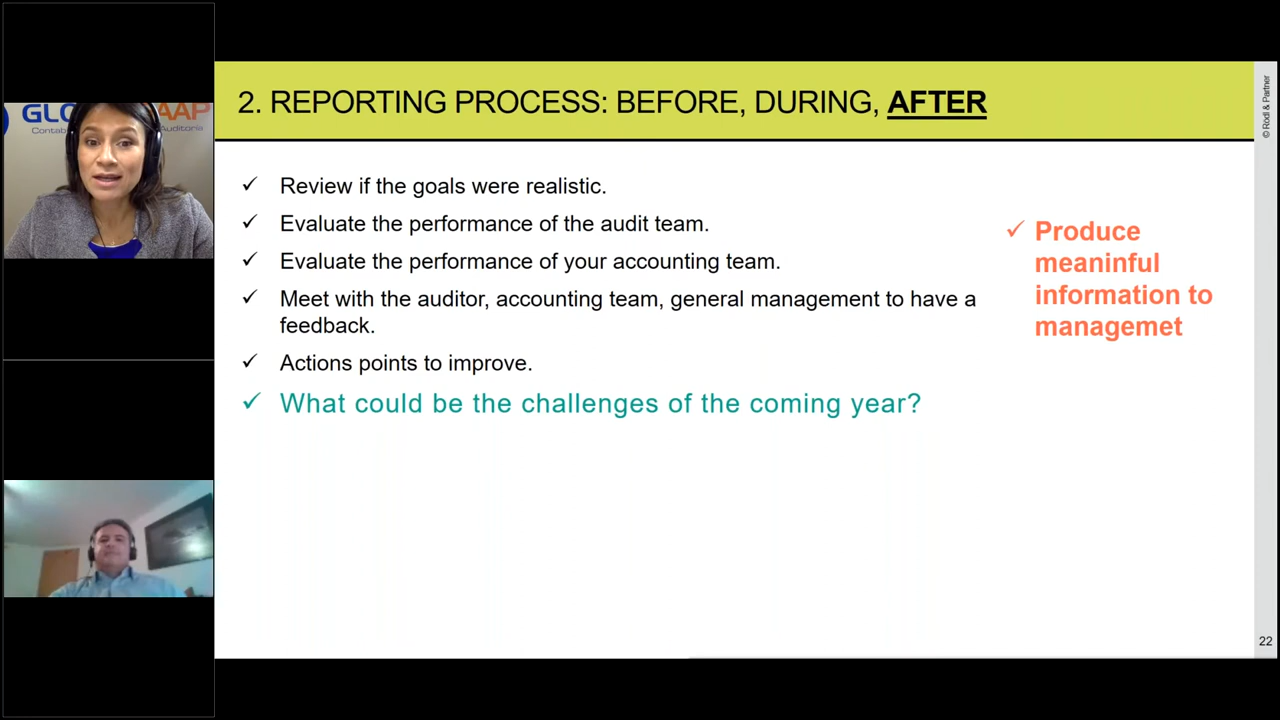 GLO AAP
Contab Auditoría
2. REPORTING PROCESS: BEFORE, DURING, AFTER
✓ Review if the goals were realistic.
✓ Evaluate the performance of the audit team.
✓ Evaluate the performance of your accounting team.
✓ Meet with the auditor, accounting team, general management to have a
feedback.
✓ Actions points to improve.
✓ What could be the challenges of the coming year?
✓ Produce
meaninful
information to
managemet
© Rödl & Partner
22